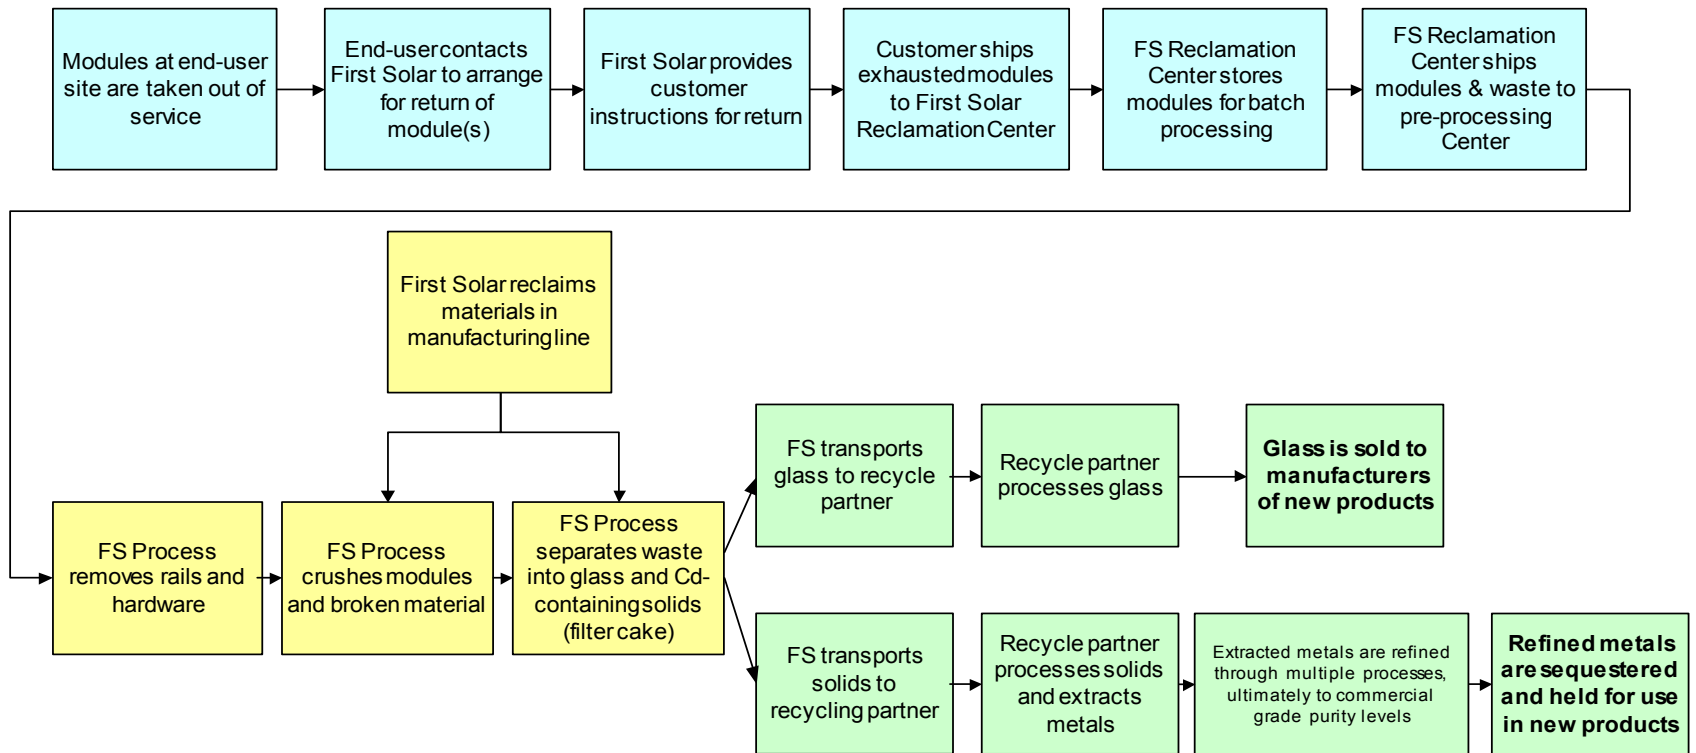 Modules at end-user
site are taken out of
service
End-user contacts
First Solar to arrange
for return of
module(s)
First Solar provides
customer
instructions for return
Customer ships
exhausted modules
to First Solar
Reclamation Center
FS Reclamation
Center stores
modules for batch
processing
FS Reclamation
Center ships
modules & waste to
pre-processing
Center
First Solar reclaims
materials in
manufacturing line
FS Process
removes rails and
hardware
FS Process
crushes modules
and broken material
FS Process
separates waste
into glass and Cd-
containing solids
(filter cake)
FS transports
glass to recycle
partner
Recycle partner
processes glass
Glass is sold to
manufacturers
of new products
FS transports
solids to
recycling partner
Recycle partner
processes solids
and extracts
metals
Extracted metals are refined
through multiple processes,
ultimately to commercial
grade purity levels
Refined metals
are sequestered
and held for use
in new products